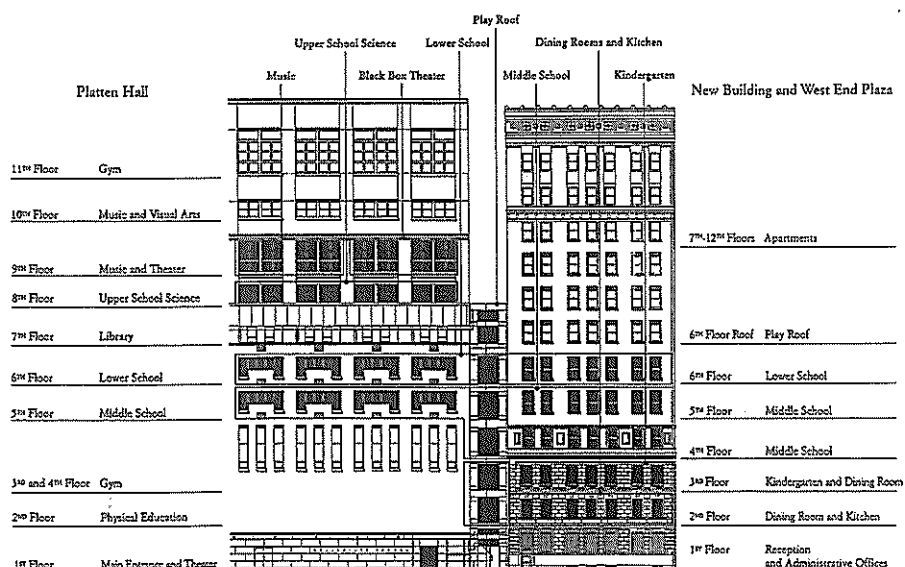 Play Roof
Upper School Science
Lower School
Dining Rooms and Kitchen
Music
Black Box Theater
Middle School
Kindergarten
Platten Hall
New Building and West End Plaza
11TH Floor Gym
10TH Floor Music and Visual Arts
9TH Floor Music and Theater
8TH Floor Upper School Science
7TH Floor Library
6TH Floor Lower School
5TH Floor Middle School
3RD and 4TH Floor Gym
2ND Floor Physical Education
1ST Floor Main Entrance and Theater
7TH-12TH Floors Apartments
6TH Floor Roof Play Roof
6TH Floor Lower School
5TH Floor Middle School
4TH Floor Middle School
3RD Floor Kindergarten and Dining Room
2ND Floor Dining Room and Kitchen
1ST Floor Reception
and Administrative Offices